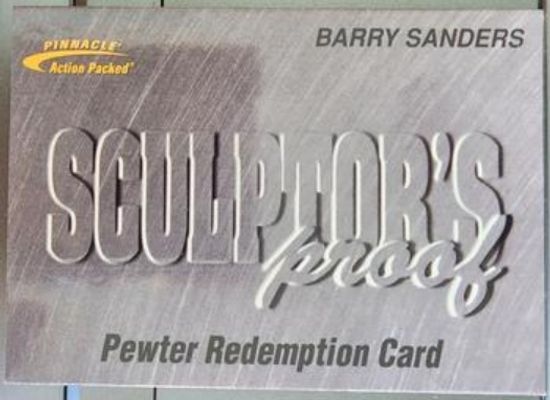 PINNACLE
Action Packed
BARRY SANDERS
SCULPTOR'S
proof
Pewter Redemption Card